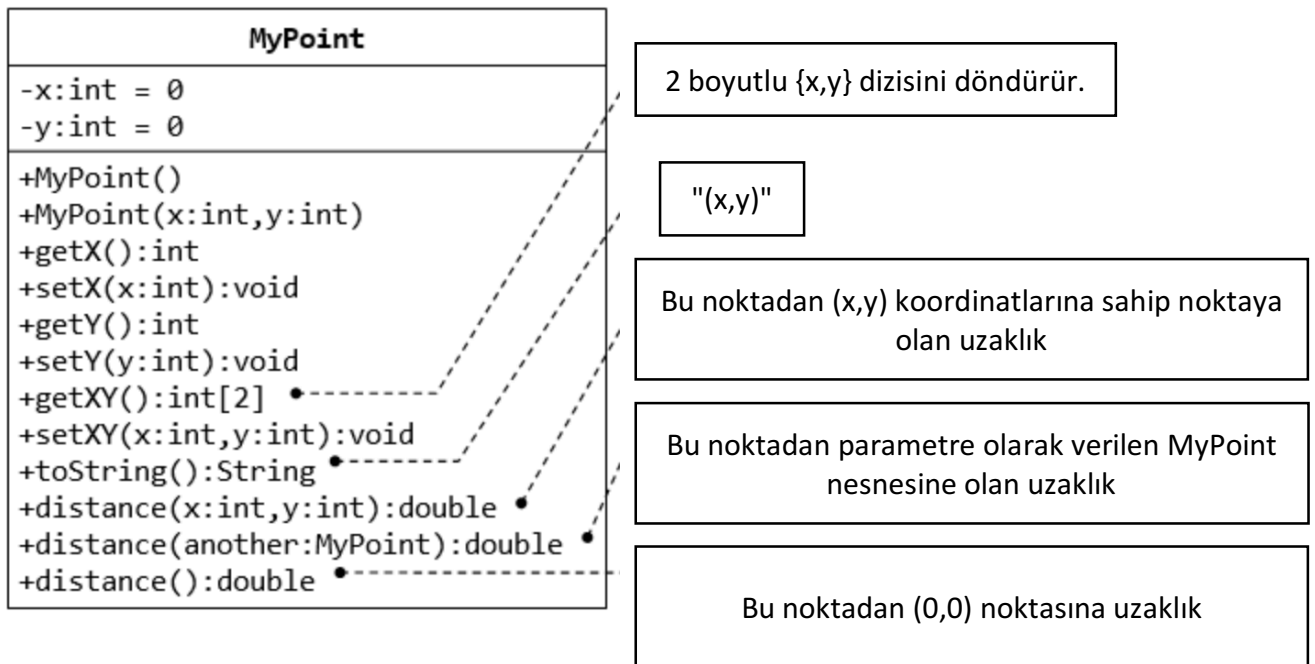 MyPoint
-x:int = 0
-y:int = 0
+MyPoint()
+MyPoint(x:int,y:int)
+getX():int
+setX(x:int):void
+getY():int
+setY(y:int):void
+getXY():int[2]
+setXY(x:int,y:int):void
+toString():String
+distance(x:int,y:int):double
+distance(another:MyPoint):double
+distance():double
2 boyutlu {x,y} dizisini döndürür.
"(x,y)"
Bu noktadan (x,y) koordinatlarına sahip noktaya
olan uzaklık
Bu noktadan parametre olarak verilen MyPoint
nesnesine olan uzaklık
Bu noktadan (0,0) noktasına uzaklık